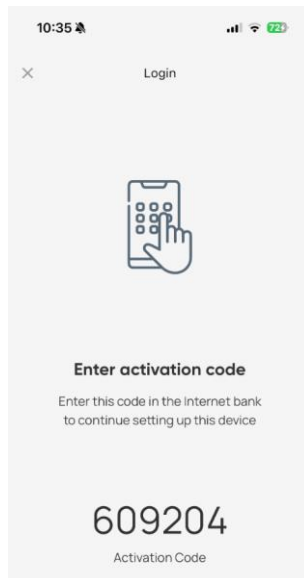 10:35
72
Login
Enter activation code
Enter this code in the Internet bank
to continue setting up this device
609204
Activation Code